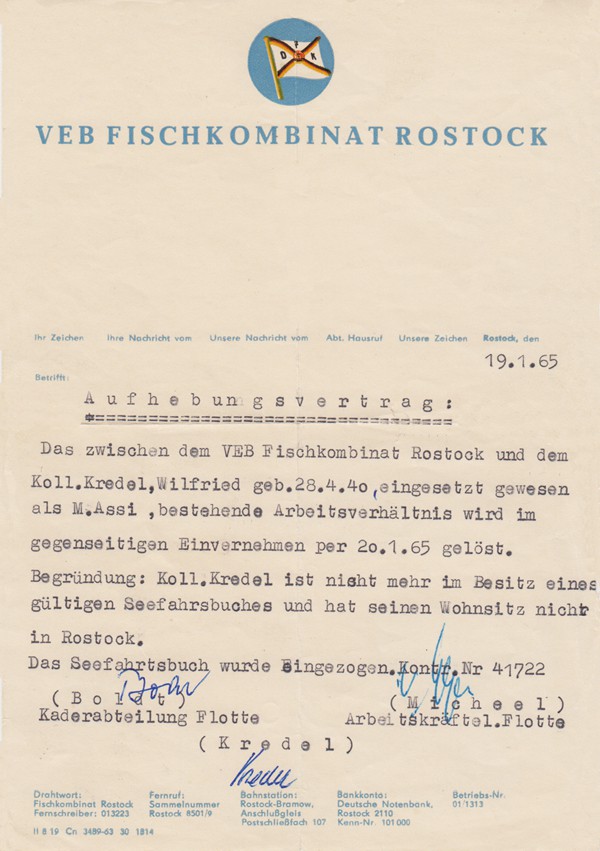 F
D K
VEB FISCHKOMBINAT ROSTOCK
Ihr Zeichen Ihre Nachricht vom Unsere Nachricht vom Abt. Hausruf Unsere Zeichen Rostock, den
19.1.65
Betrifft:
Aufhebungsvertrag:
Das zwischen dem VEB Fischkombinat Rostock und dem
Koll.Kredel,Wilfried geb.28.4.40,eingesetzt gewesen
als M.Assi ,bestehende Arbeitsverhältnis wird im
gegenseitigen Einvernehmen per 20.1.65 gelöst.
Begründung: Koll.Kredel ist nicht mehr im Besitz eines
gültigen Seefahrsbuches und hat seinen Wohnsitz nicht
in Rostock.
Das Seefahrtsbuch wurde Eingezogen.Kontr.Nr 41722
(Micheel)
Kaderabteilung Flotte Arbeitskräftel.Flotte
(Kredel)
Kredel
Drahtwort: Fernruf: Bahnstation: Bankkonto: Betriebs-Nr.
Fischkombinat Rostock Sammelnummer Rostock-Bramow, Deutsche Notenbank, 01/1313
Fernschreiber: 013223 Rostock 8501/9 Anschlußgleis Rostock 2110
Postschließfach 107 Kenn-Nr. 101 000
II 8 19 Cn 3489-63 30 1814